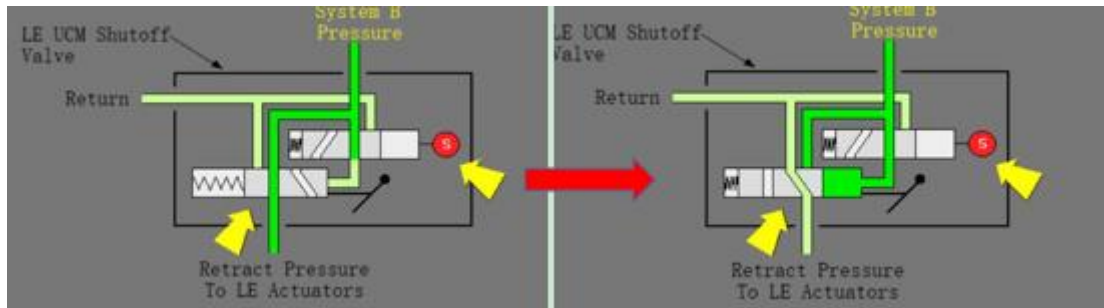 System B
Pressure
LE UCM Shutoff
Valve
Return
S
Retract Pressure
To LE Actuators
System B
Pressure
LE UCM Shutoff
Valve
Return
S
Retract Pressure
To LE Actuators